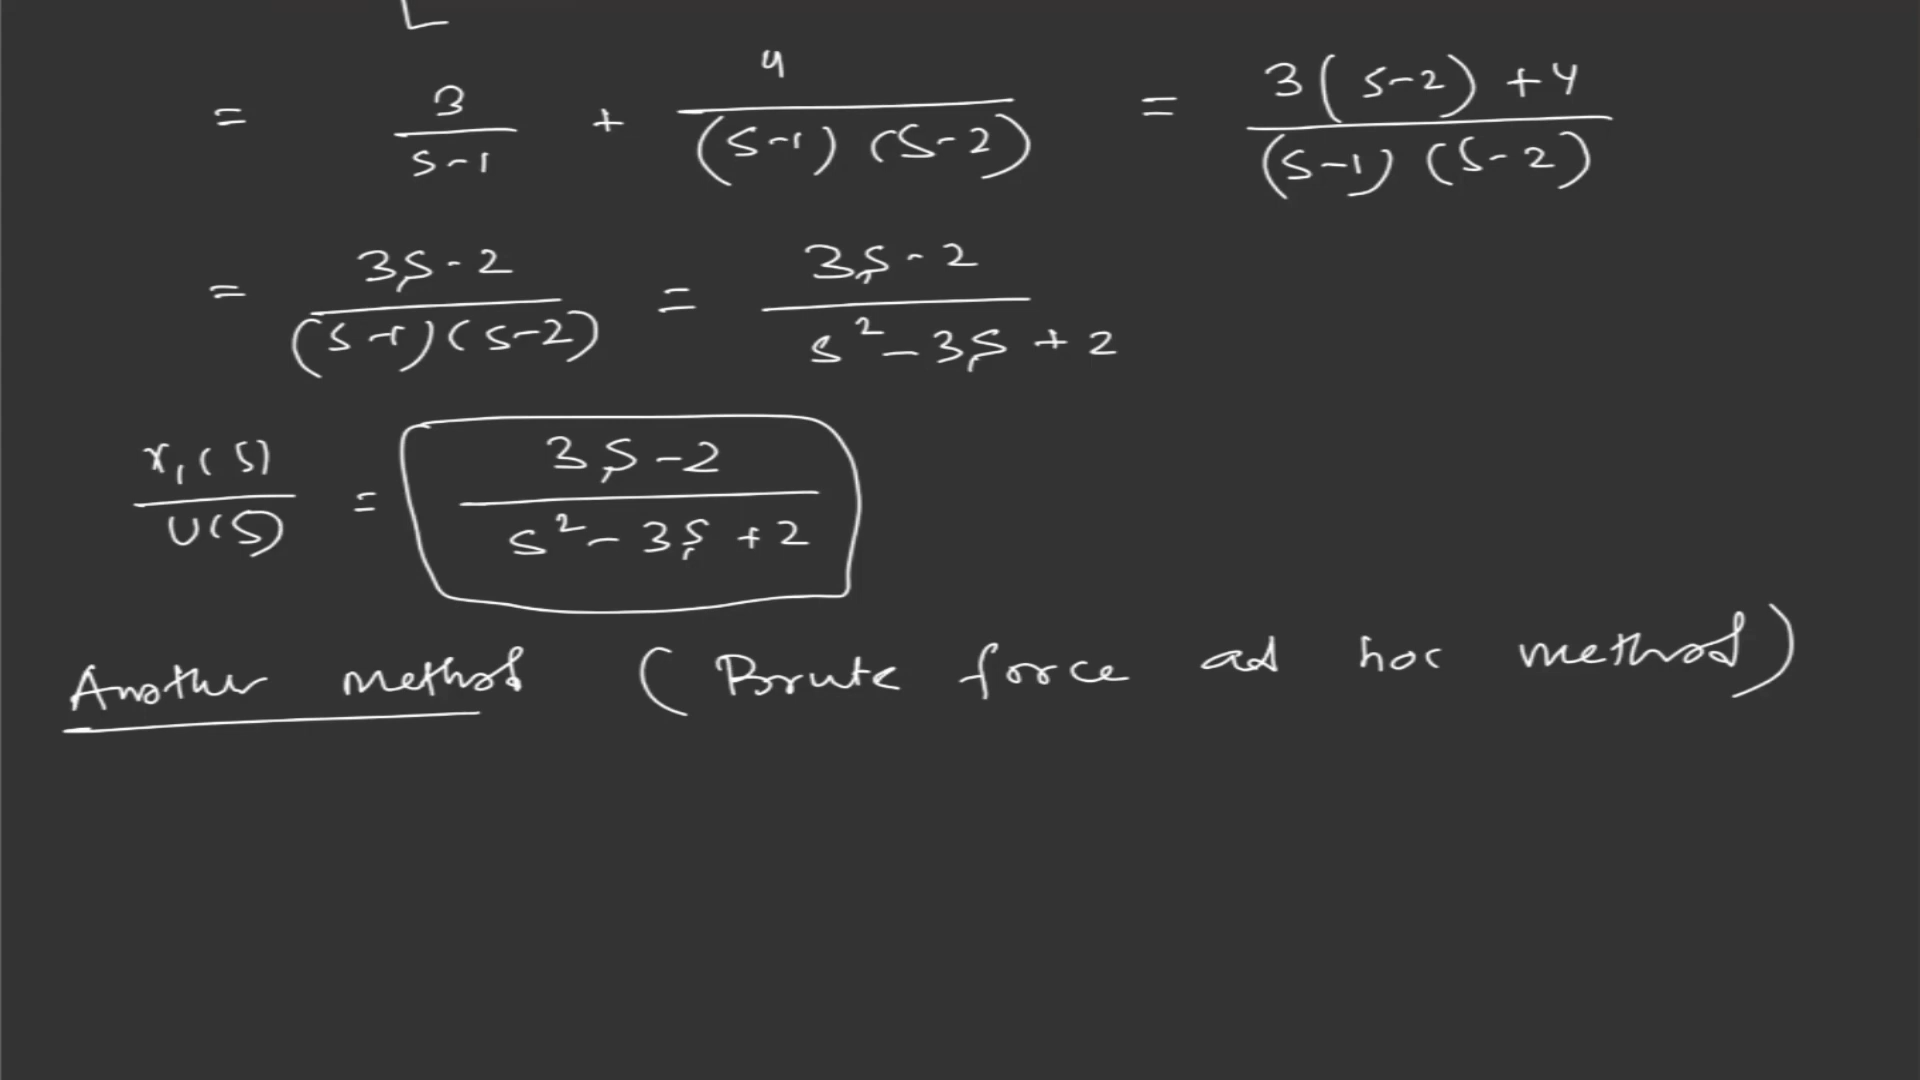 = 3/(s-1) + 4/((s-1)(s-2)) = (3(s-2)+4)/((s-1)(s-2))
= (3s-2)/((s-1)(s-2)) = (3s-2)/(s²-3s+2)
x₁(s)/U(s) = (3s-2)/(s²-3s+2)
Another method (Brute force ad hoc method)